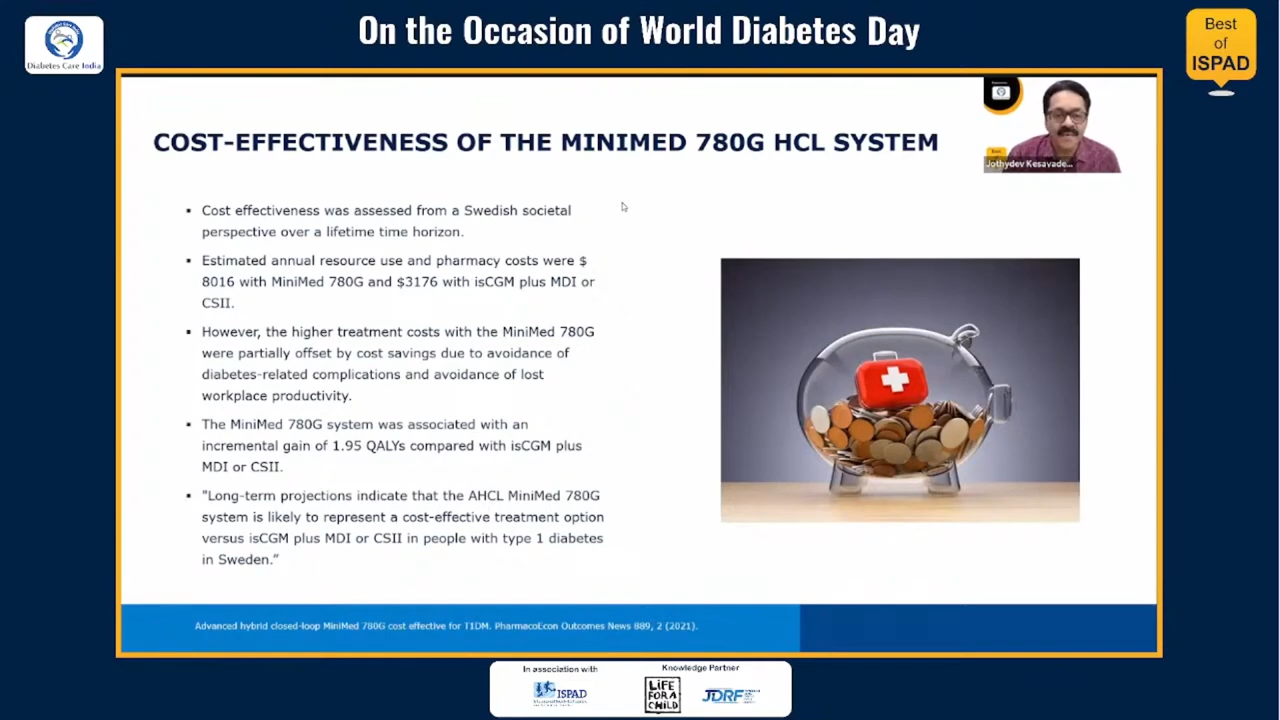 On the Occasion of World Diabetes Day
Diabetes Care India
Best
of
ISPAD
COST-EFFECTIVENESS OF THE MINIMED 780G HCL SYSTEM
Jothydev Kesavade...
▪ Cost effectiveness was assessed from a Swedish societal
perspective over a lifetime time horizon.
▪ Estimated annual resource use and pharmacy costs were $
8016 with MiniMed 780G and $3176 with isCGM plus MDI or
CSII.
▪ However, the higher treatment costs with the MiniMed 780G
were partially offset by cost savings due to avoidance of
diabetes-related complications and avoidance of lost
workplace productivity.
▪ The MiniMed 780G system was associated with an
incremental gain of 1.95 QALYs compared with isCGM plus
MDI or CSII.
▪ "Long-term projections indicate that the AHCL MiniMed 780G
system is likely to represent a cost-effective treatment option
versus isCGM plus MDI or CSII in people with type 1 diabetes
in Sweden.”
Advanced hybrid closed-loop MiniMed 780G cost effective for T1DM. PharmacoEcon Outcomes News 889, 2 (2021).
In association with
ISPAD
Knowledge Partner
LiFE
FOR A
CHiLD
JDRF